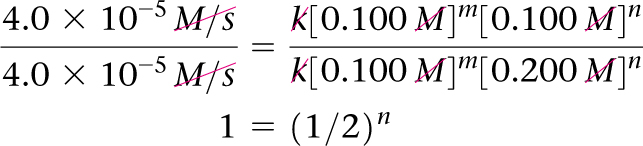 4.0 × 10⁻⁵ M/s / 4.0 × 10⁻⁵ M/s = k[0.100 M]ᵐ[0.100 M]ⁿ / k[0.100 M]ᵐ[0.200 M]ⁿ
1 = (1/2)ⁿ